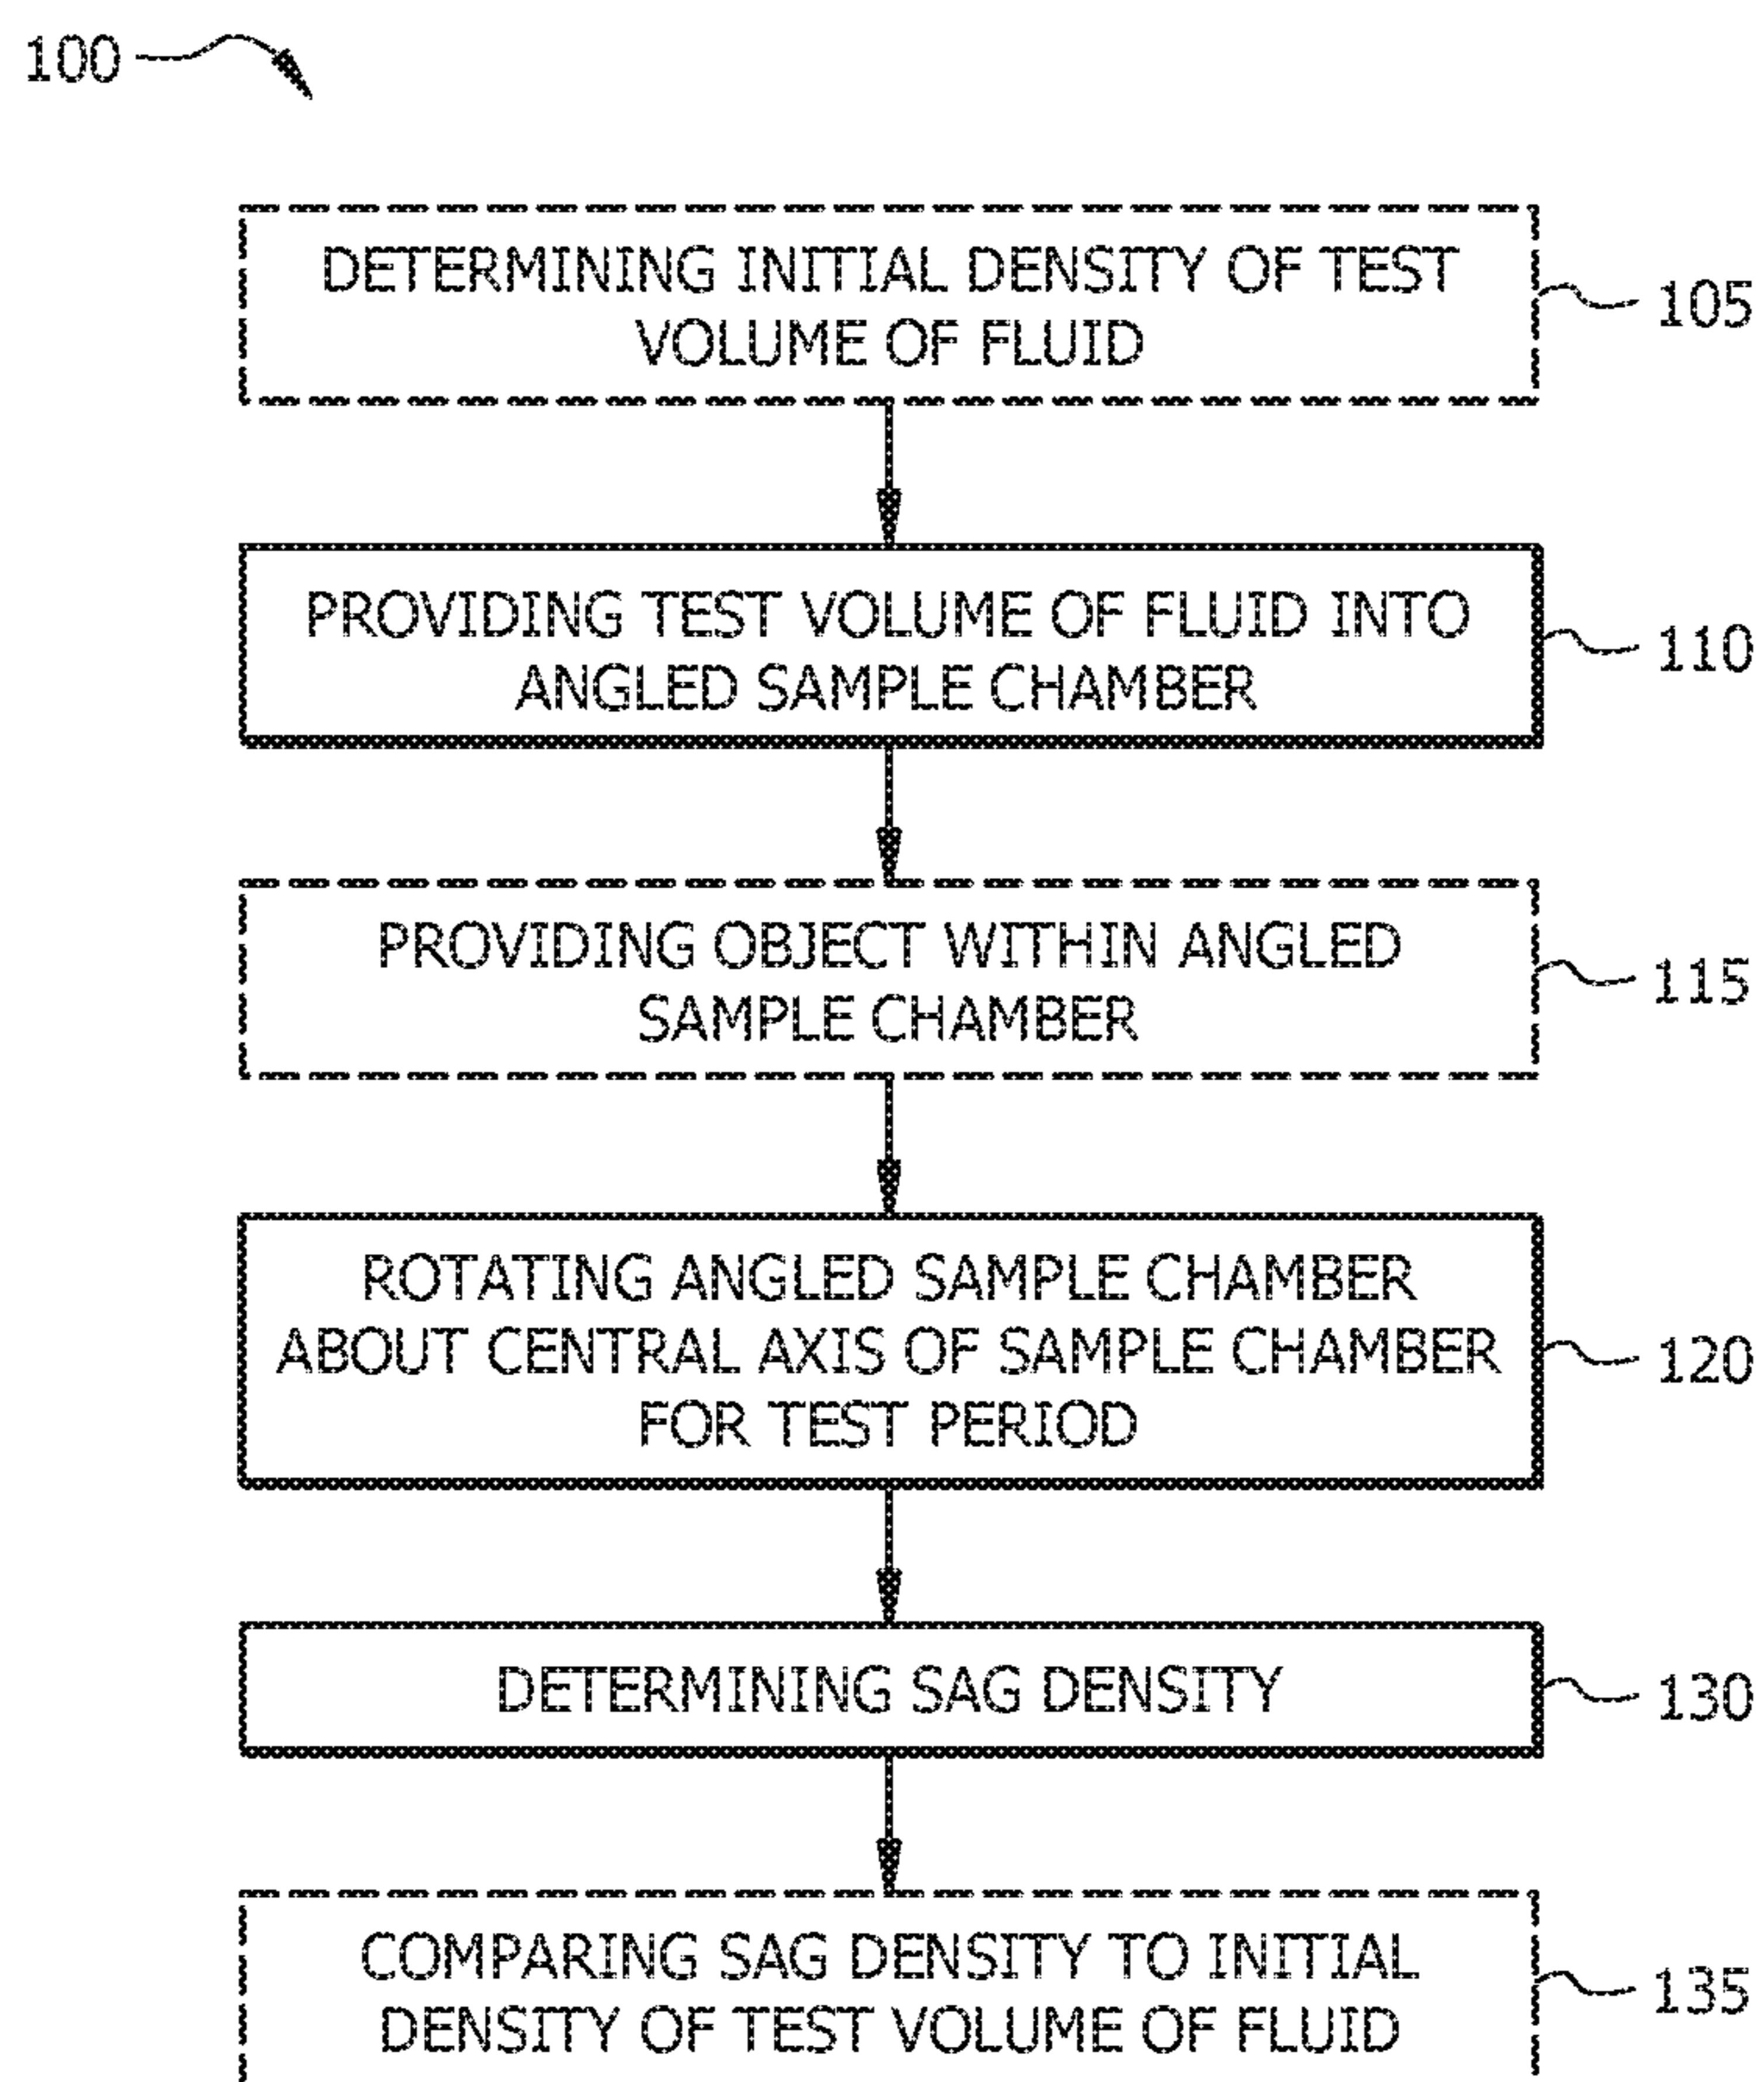 100
DETERMINING INITIAL DENSITY OF TEST
VOLUME OF FLUID
105
PROVIDING TEST VOLUME OF FLUID INTO
ANGLED SAMPLE CHAMBER
110
PROVIDING OBJECT WITHIN ANGLED
SAMPLE CHAMBER
115
ROTATING ANGLED SAMPLE CHAMBER
ABOUT CENTRAL AXIS OF SAMPLE CHAMBER
FOR TEST PERIOD
120
DETERMINING SAG DENSITY
130
COMPARING SAG DENSITY TO INITIAL
DENSITY OF TEST VOLUME OF FLUID
135